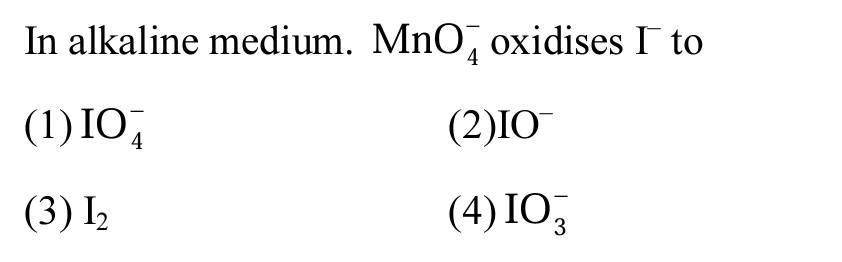 In alkaline medium. MnO₄⁻ oxidises I⁻ to
(1) IO₄⁻ (2)IO⁻
(3) I₂ (4) IO₃⁻